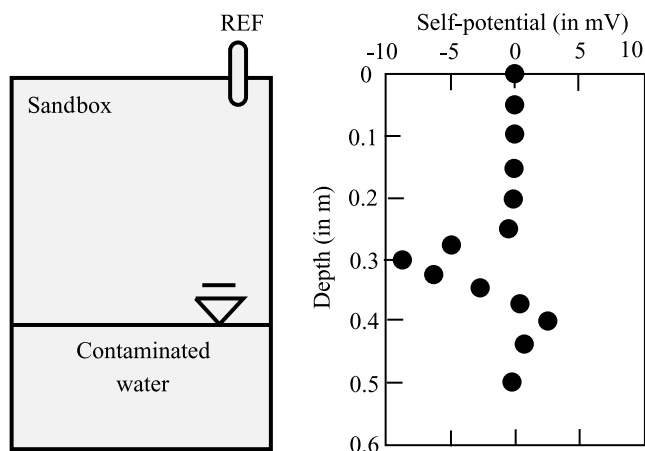 REF
Sandbox
Contaminated
water
Self-potential (in mV)
-10 -5 0 5 10
Depth (in m)
0
0.1
0.2
0.3
0.4
0.5
0.6